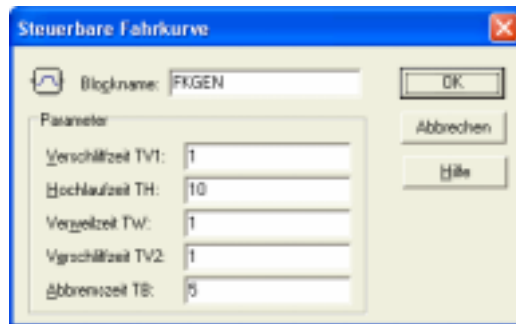 Steuerbare Fahrkurve
Blockname: FKGEN
OK
Parameter
Abbrechen
Verschliffzeit TV1: 1
Hilfe
Hochlaufzeit TH: 10
Verweilzeit TW: 1
Verschliffzeit TV2: 1
Abbremszeit TB: 5